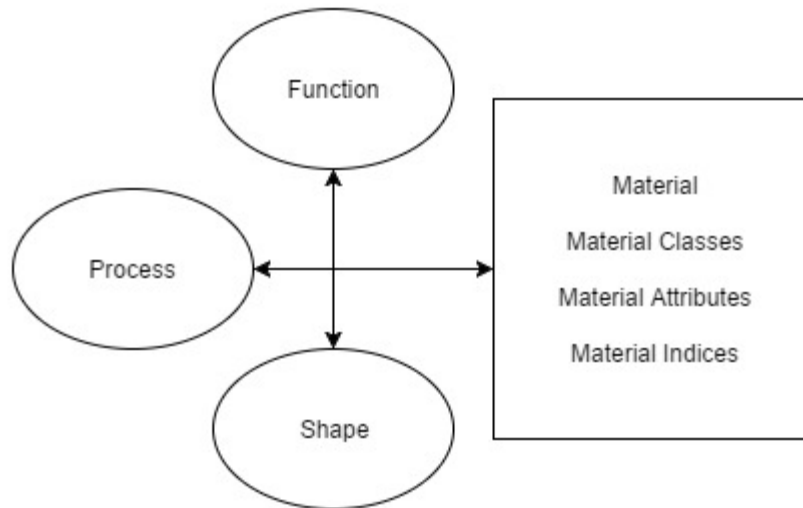 Function
Process
Shape
Material
Material Classes
Material Attributes
Material Indices